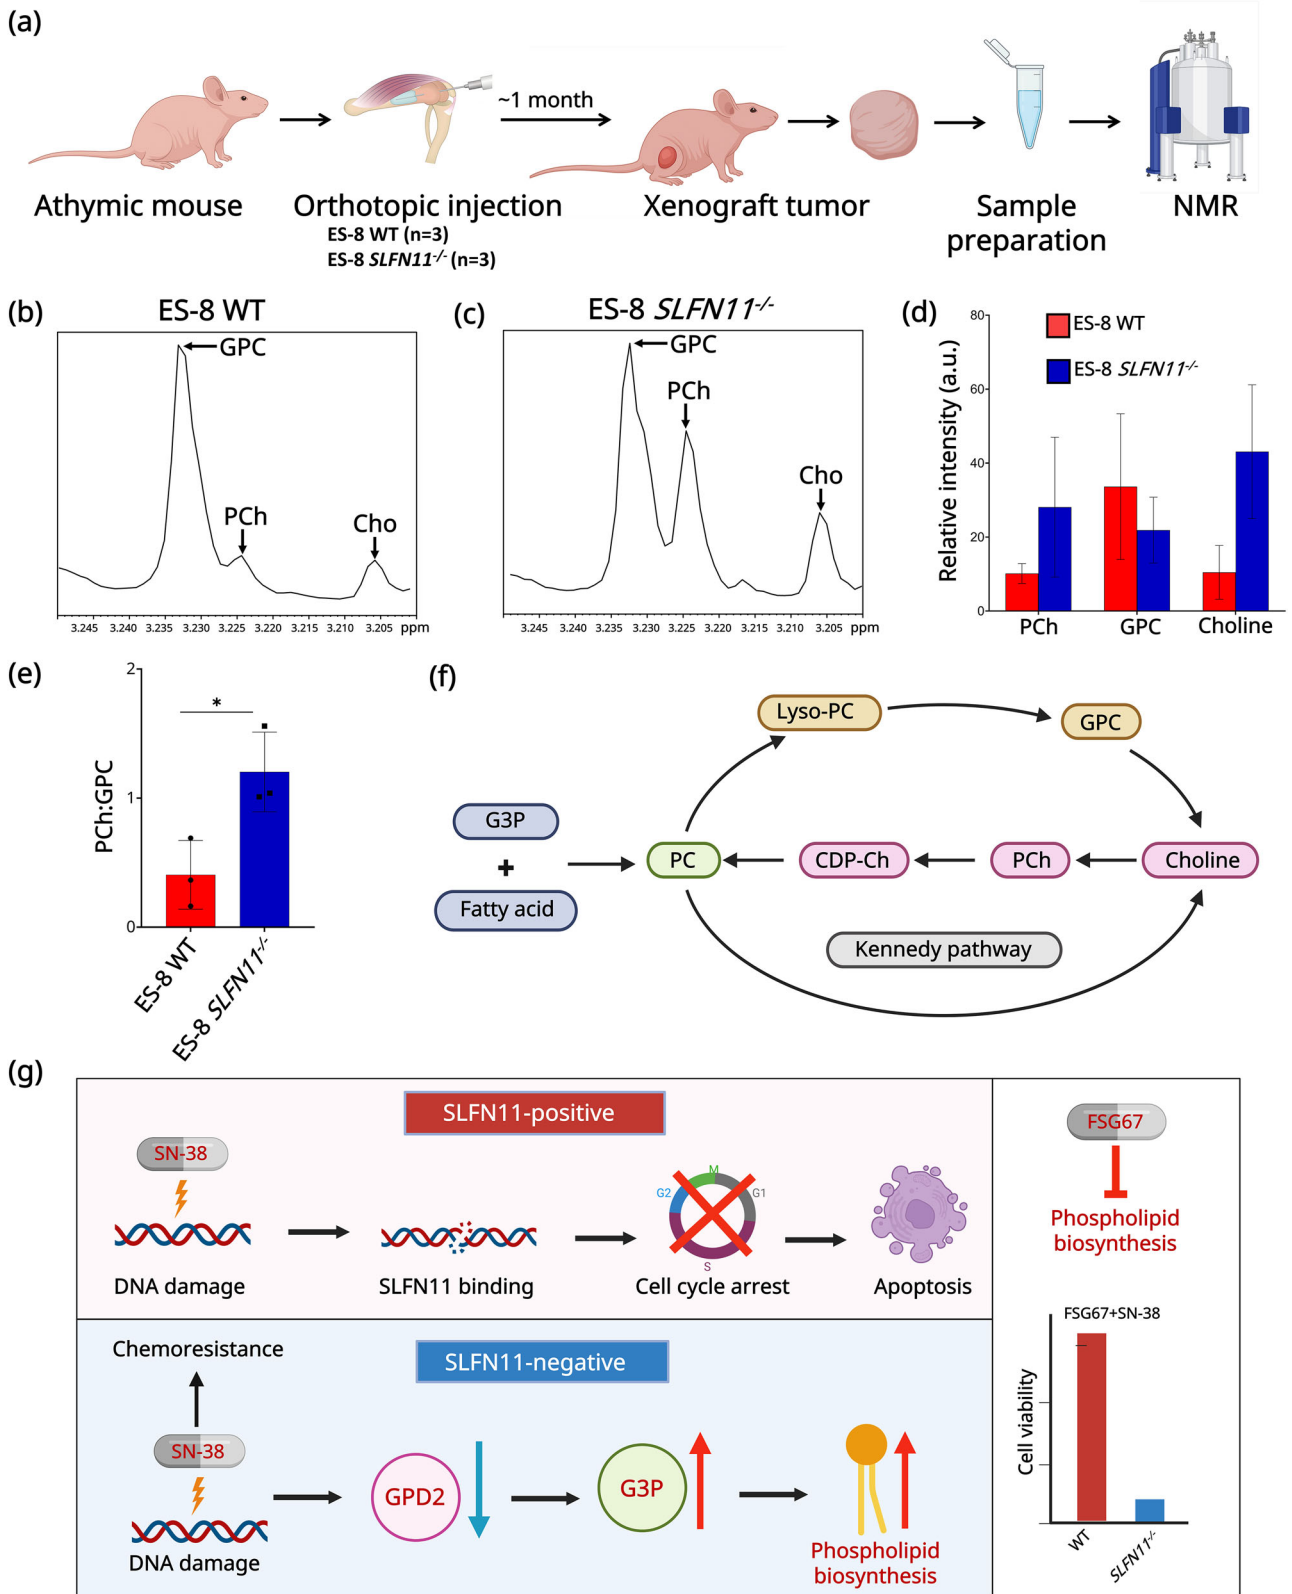 (a)
~1 month
Athymic mouse
Orthotopic injection
ES-8 WT (n=3)
ES-8 SLFN11-/- (n=3)
Xenograft tumor
Sample
preparation
NMR
(b)
ES-8 WT
GPC
PCh
Cho
3.245 3.240 3.235 3.230 3.225 3.220 3.215 3.210 3.205 ppm
(c)
ES-8 SLFN11-/-
GPC
PCh
Cho
3.245 3.240 3.235 3.230 3.225 3.220 3.215 3.210 3.205 ppm
(d)
Relative intensity (a.u.)
80
60
40
20
0
ES-8 WT
ES-8 SLFN11-/-
PCh GPC Choline
(e)
PCh:GPC
2
1
0
*
ES-8 WT
ES-8 SLFN11-/-
(f)
Lyso-PC
GPC
G3P
+
Fatty acid
PC
CDP-Ch
PCh
Choline
Kennedy pathway
(g)
SLFN11-positive
SN-38
DNA damage
SLFN11 binding
M
G2
G1
S
Cell cycle arrest
Apoptosis
SLFN11-negative
Chemoresistance
SN-38
DNA damage
GPD2
G3P
Phospholipid
biosynthesis
FSG67
Phospholipid
biosynthesis
FSG67+SN-38
Cell viability
WT
SLFN11-/-